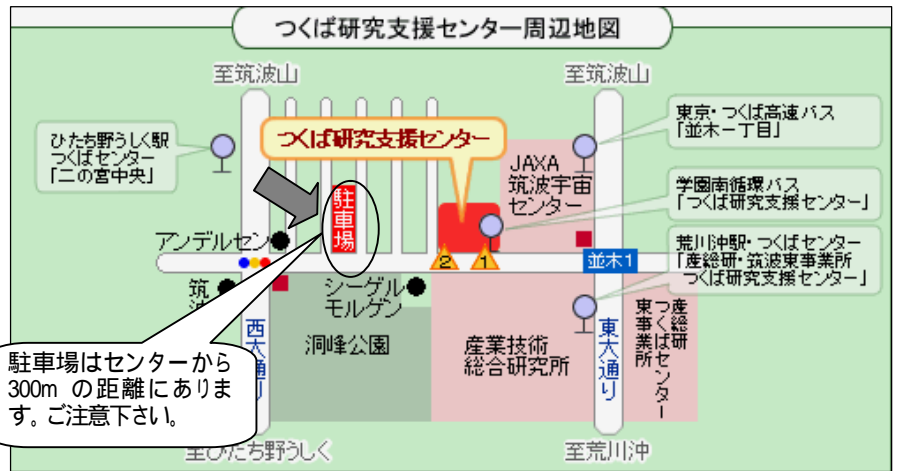 つくば研究支援センター周辺地図
至筑波山
至筑波山
ひたち野うしく駅
つくばセンター
「二の宮中央」
つくば研究支援センター
東京・つくば高速バス
「並木一丁目」
JAXA
筑波宇宙
センター
学園南循環バス
「つくば研究支援センター」
駐車場
アンデルセン
2
1
並木1
荒川沖駅・つくばセンター
「産総研・筑波東事業所
つくば研究支援センター」
筑
波
シーゲル
モルゲン
西大通り
洞峰公園
産業技術
総合研究所
東大通り
産総研
つくばセンター
東事業所
駐車場はセンターから
300m の距離にありま
す。ご注意下さい。
至ひたち野うしく
至荒川沖